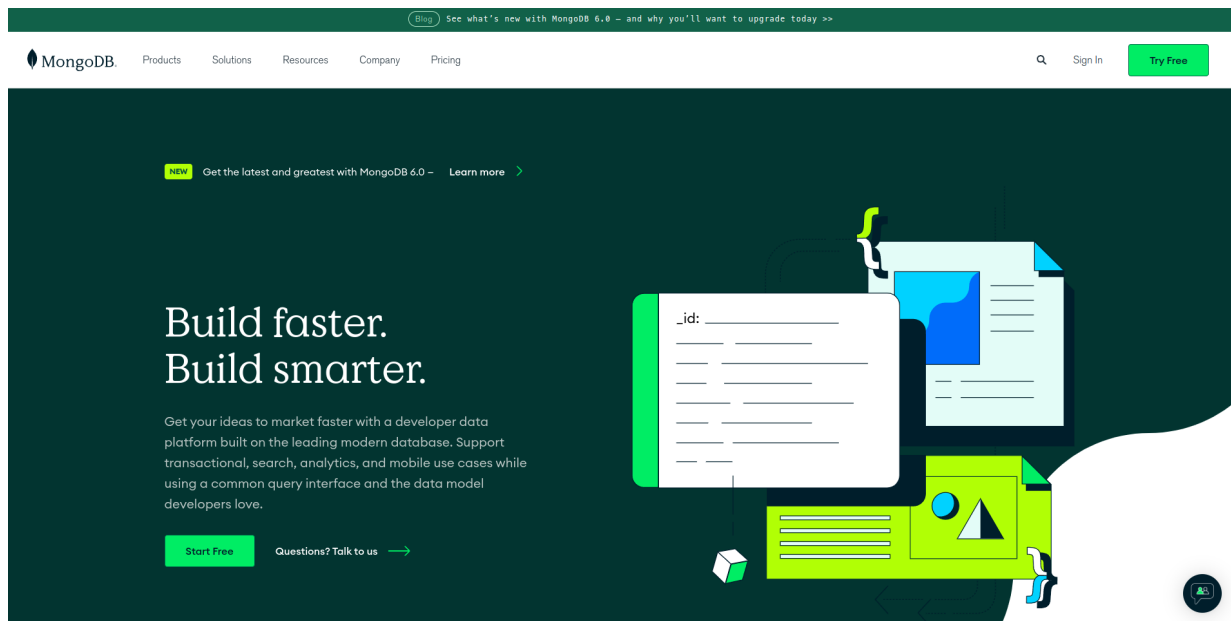 Blog See what's new with MongoDB 6.0 — and why you'll want to upgrade today >>
MongoDB.
Products
Solutions
Resources
Company
Pricing
Sign In
Try Free
NEW Get the latest and greatest with MongoDB 6.0 – Learn more
Build faster.
Build smarter.
Get your ideas to market faster with a developer data
platform built on the leading modern database. Support
transactional, search, analytics, and mobile use cases while
using a common query interface and the data model
developers love.
Start Free
Questions? Talk to us
_id:
{
}